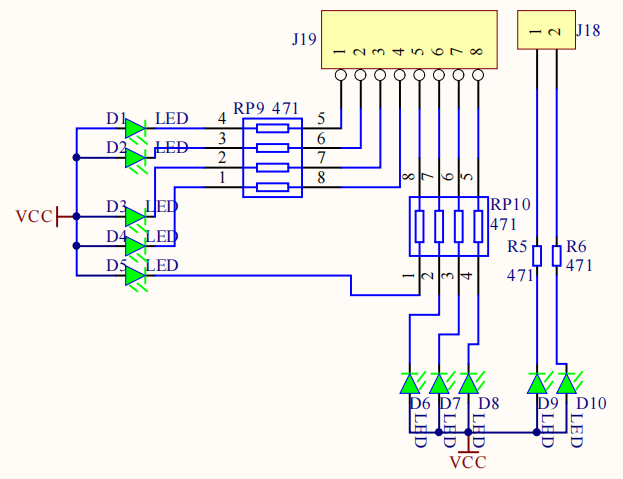 J19
1 2 3 4 5 6 7 8
1 2
J18
D1 LED
D2 LED
D3 LED
D4 LED
D5 LED
VCC
RP9 471
4 5
3 6
2 7
1 8
8 7 6 5
RP10
471
1 2 3 4
R5
471
R6
471
D6 D7 D8 D9 D10
LED LED LED LED LED
VCC